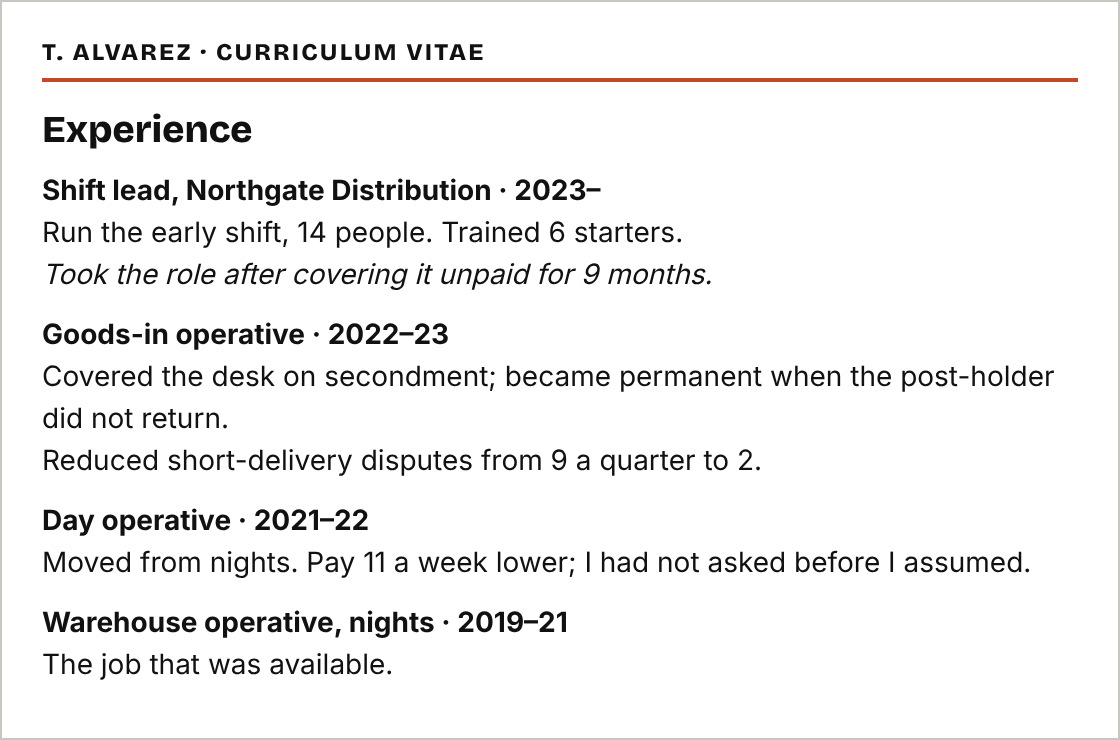 T. ALVAREZ · CURRICULUM VITAE
Experience
Shift lead, Northgate Distribution · 2023–
Run the early shift, 14 people. Trained 6 starters.
Took the role after covering it unpaid for 9 months.
Goods-in operative · 2022–23
Covered the desk on secondment; became permanent when the post-holder
did not return.
Reduced short-delivery disputes from 9 a quarter to 2.
Day operative · 2021–22
Moved from nights. Pay 11 a week lower; I had not asked before I assumed.
Warehouse operative, nights · 2019–21
The job that was available.